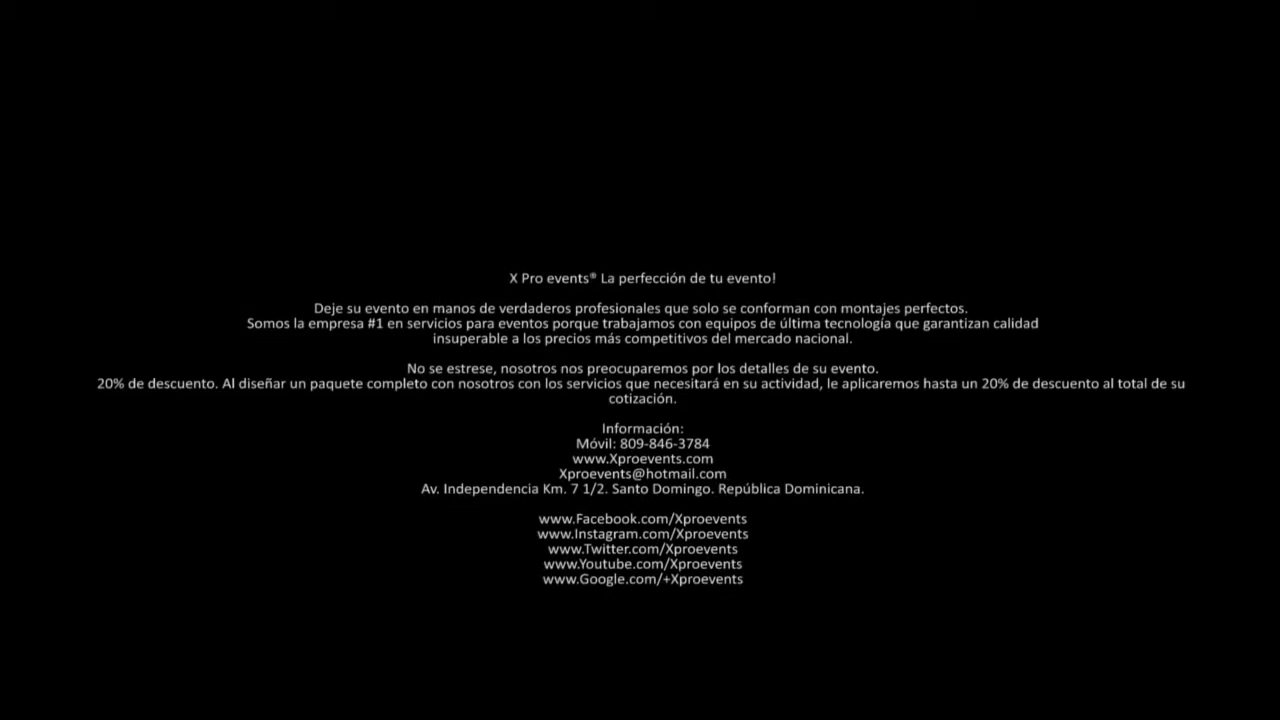 X Pro events® La perfección de tu evento!
Deje su evento en manos de verdaderos profesionales que solo se conforman con montajes perfectos.
Somos la empresa #1 en servicios para eventos porque trabajamos con equipos de última tecnología que garantizan calidad
insuperable a los precios más competitivos del mercado nacional.
No se estrese, nosotros nos preocuparemos por los detalles de su evento.
20% de descuento. Al diseñar un paquete completo con nosotros con los servicios que necesitará en su actividad, le aplicaremos hasta un 20% de descuento al total de su
cotización.
Información:
Móvil: 809-846-3784
www.Xproevents.com
Xproevents@hotmail.com
Av. Independencia Km. 7 1/2. Santo Domingo. República Dominicana.
www.Facebook.com/Xproevents
www.Instagram.com/Xproevents
www.Twitter.com/Xproevents
www.Youtube.com/Xproevents
www.Google.com/+Xproevents